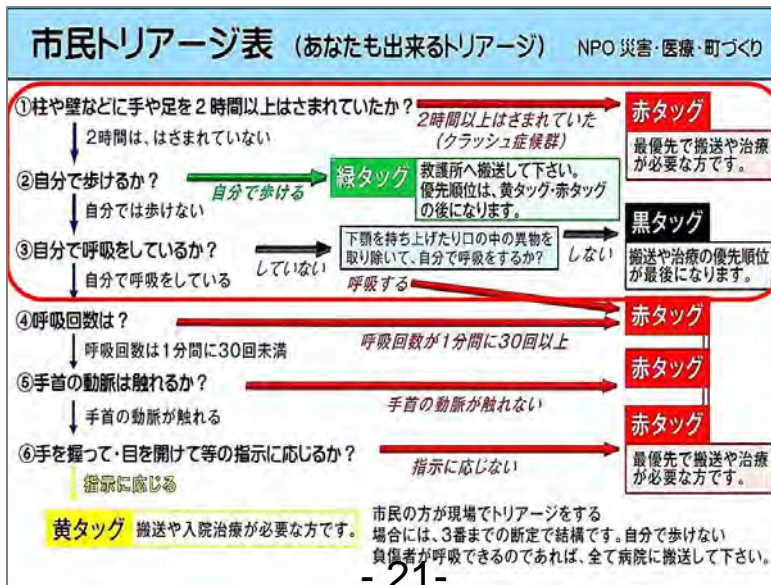 市民トリアージ表 (あなたも出来るトリアージ) NPO 災害・医療・町づくり
①柱や壁などに手や足を2時間以上はさまれていたか?
2時間以上はさまれていた
(クラッシュ症候群)
赤タッグ
最優先で搬送や治療
が必要な方です。
2時間は、はさまれていない
②自分で歩けるか?
自分で歩ける
緑タッグ
救護所へ搬送して下さい。
優先順位は、黄タッグ・赤タッグ
の後になります。
自分では歩けない
③自分で呼吸をしているか?
していない
下顎を持ち上げたり口の中の異物を
取り除いて、自分で呼吸をするか?
しない
黒タッグ
搬送や治療の優先順位
が最後になります。
自分で呼吸をしている
呼吸する
赤タッグ
④呼吸回数は?
呼吸回数が1分間に30回以上
呼吸回数は1分間に30回未満
⑤手首の動脈は触れるか?
手首の動脈が触れない
赤タッグ
手首の動脈が触れる
⑥手を握って・目を開けて等の指示に応じるか?
指示に応じない
赤タッグ
最優先で搬送や治療
が必要な方です。
指示に応じる
黄タッグ 搬送や入院治療が必要な方です。
市民の方が現場でトリアージをする
場合には、3番までの断定で結構です。自分で歩けない
負傷者が呼吸できるのであれば、全て病院に搬送して下さい。
- 21-